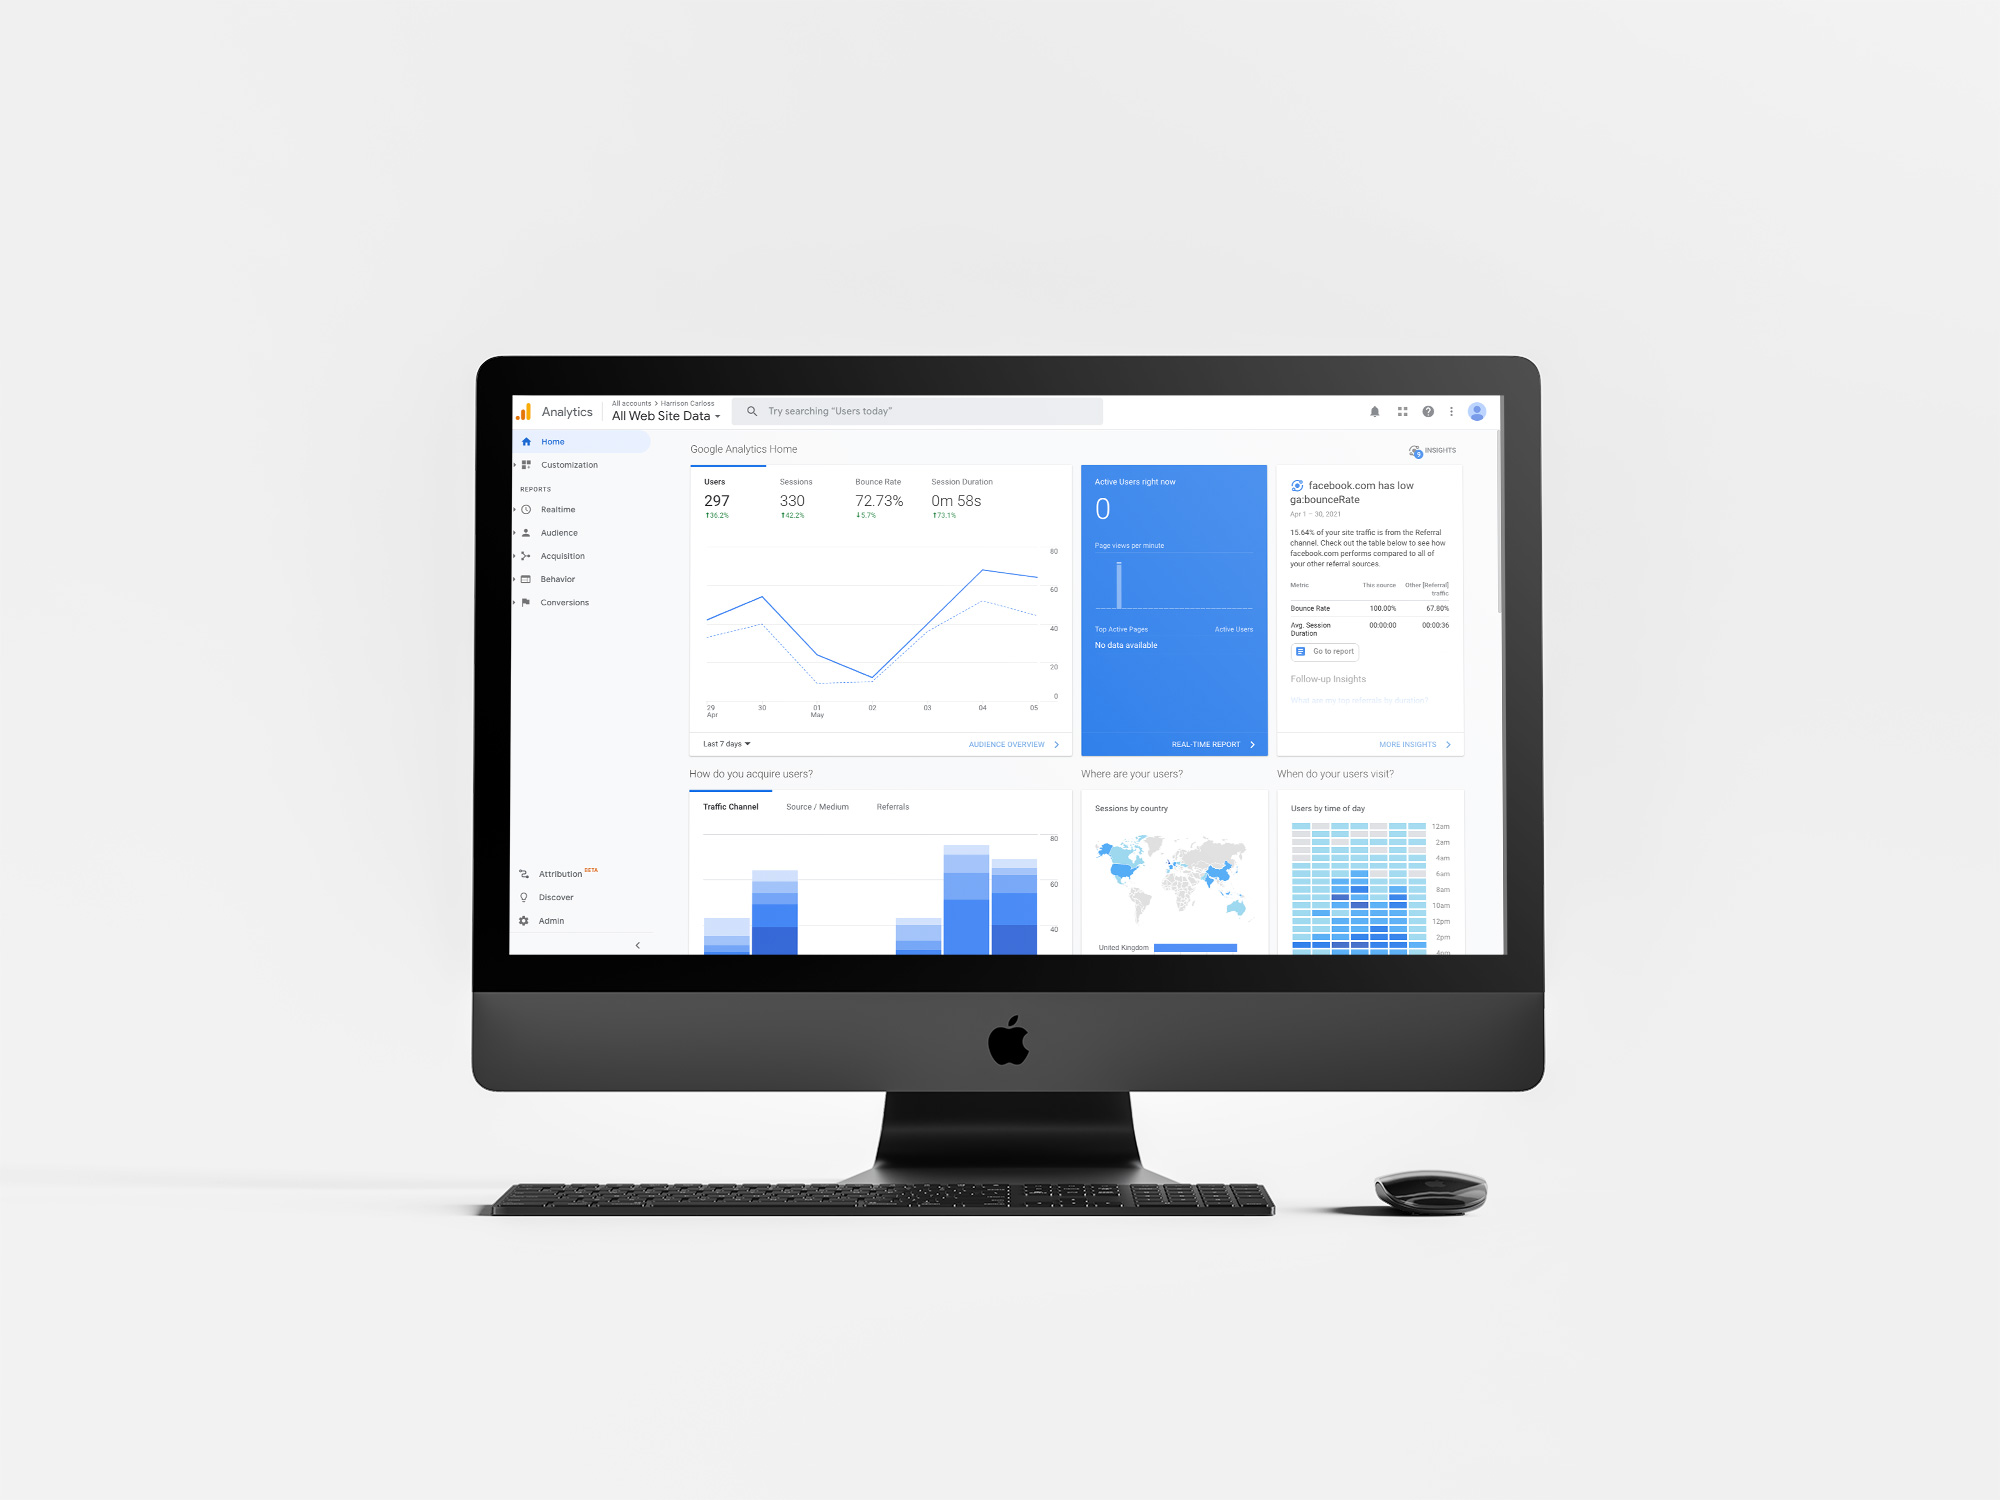 Analytics
All accounts > Harrison Carloss
All Web Site Data
Try searching "Users today"
Home
Customization
REPORTS
Realtime
Audience
Acquisition
Behavior
Conversions
Attribution BETA
Discover
Admin
Google Analytics Home
INSIGHTS
9
Users
297
↑36.2%
Sessions
330
↑42.2%
Bounce Rate
72.73%
↓5.7%
Session Duration
0m 58s
↑73.1%
80
60
40
20
0
29 Apr
30
01 May
02
03
04
05
Last 7 days
AUDIENCE OVERVIEW
Active Users right now
0
Page views per minute
Top Active Pages Active Users
No data available
REAL-TIME REPORT
facebook.com has low
ga:bounceRate
Apr 1 – 30, 2021
15.64% of your site traffic is from the Referral
channel. Check out the table below to see how
facebook.com performs compared to all of
your other referral sources.
Metric This source Other [Referral] traffic
Bounce Rate 100.00% 67.80%
Avg. Session Duration 00:00:00 00:00:36
Go to report
Follow-up Insights
What are my top referrals by duration?
MORE INSIGHTS
How do you acquire users?
Traffic Channel Source / Medium Referrals
80
60
40
Where are your users?
Sessions by country
United Kingdom
When do your users visit?
Users by time of day
12am
2am
4am
6am
8am
10am
12pm
2pm
4pm